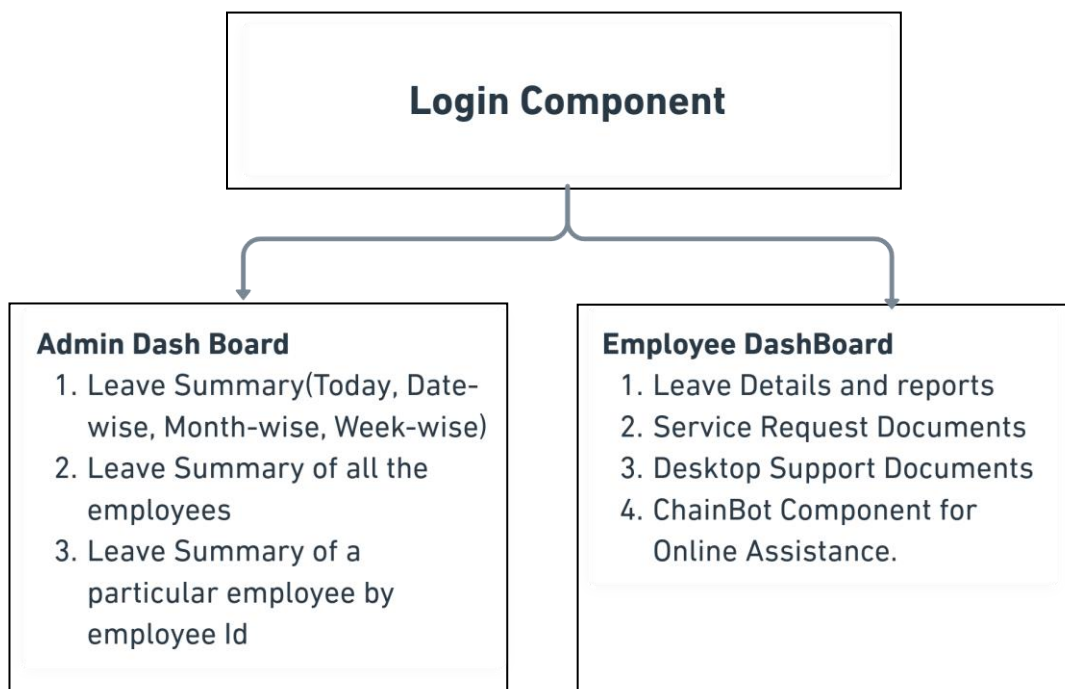 Login Component
Admin Dash Board
1. Leave Summary(Today, Date-
wise, Month-wise, Week-wise)
2. Leave Summary of all the
employees
3. Leave Summary of a
particular employee by
employee Id
Employee DashBoard
1. Leave Details and reports
2. Service Request Documents
3. Desktop Support Documents
4. ChainBot Component for
Online Assistance.